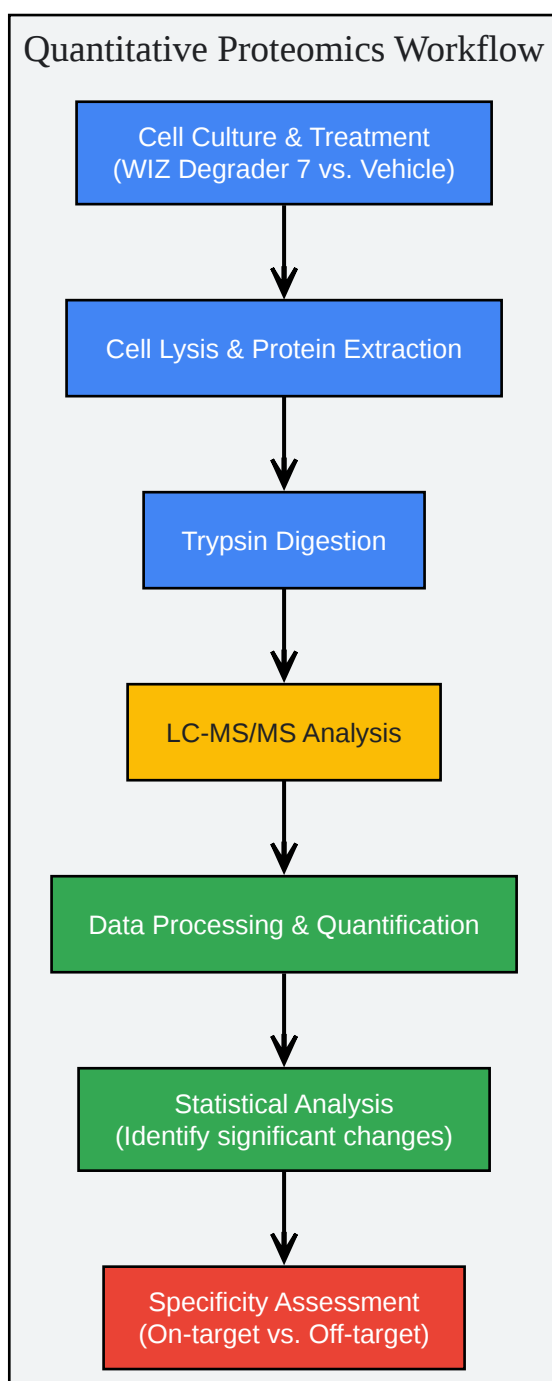 Quantitative Proteomics Workflow
Cell Culture & Treatment
(WIZ Degrader 7 vs. Vehicle)
Cell Lysis & Protein Extraction
Trypsin Digestion
LC-MS/MS Analysis
Data Processing & Quantification
Statistical Analysis
(Identify significant changes)
Specificity Assessment
(On-target vs. Off-target)